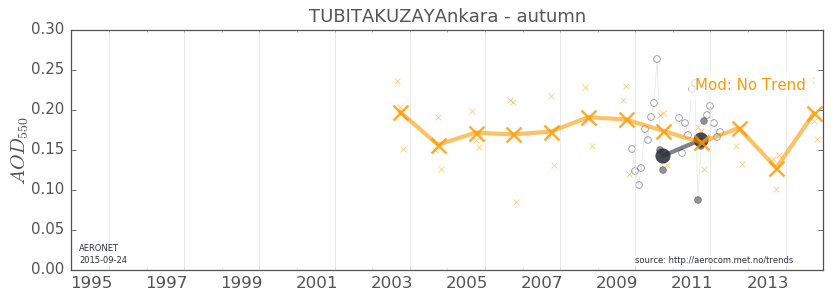 TUBITAKUZAYAnkara - autumn
0.30
0.25
0.20
0.15
0.10
0.05
0.00
AOD550
Mod: No Trend
AERONET
2015-09-24
source: http://aerocom.met.no/trends
1995 1997 1999 2001 2003 2005 2007 2009 2011 2013